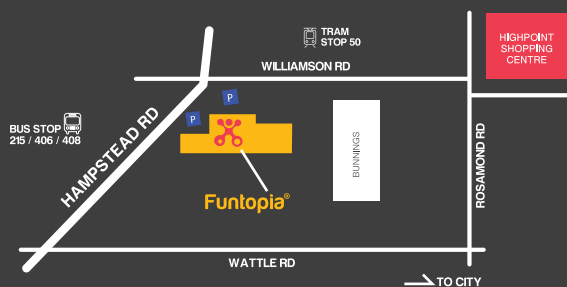 TRAM
STOP 50
HIGHPOINT
SHOPPING
CENTRE
WILLIAMSON RD
P
P
BUS STOP
215 / 406 / 408
HAMPSTEAD RD
BUNNINGS
ROSAMOND RD
Funtopia®
WATTLE RD
TO CITY